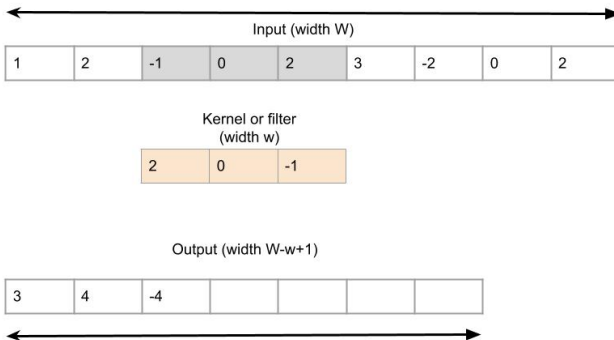 Input (width W)
1 2 -1 0 2 3 -2 0 2
Kernel or filter
(width w)
2 0 -1
Output (width W-w+1)
3 4 -4